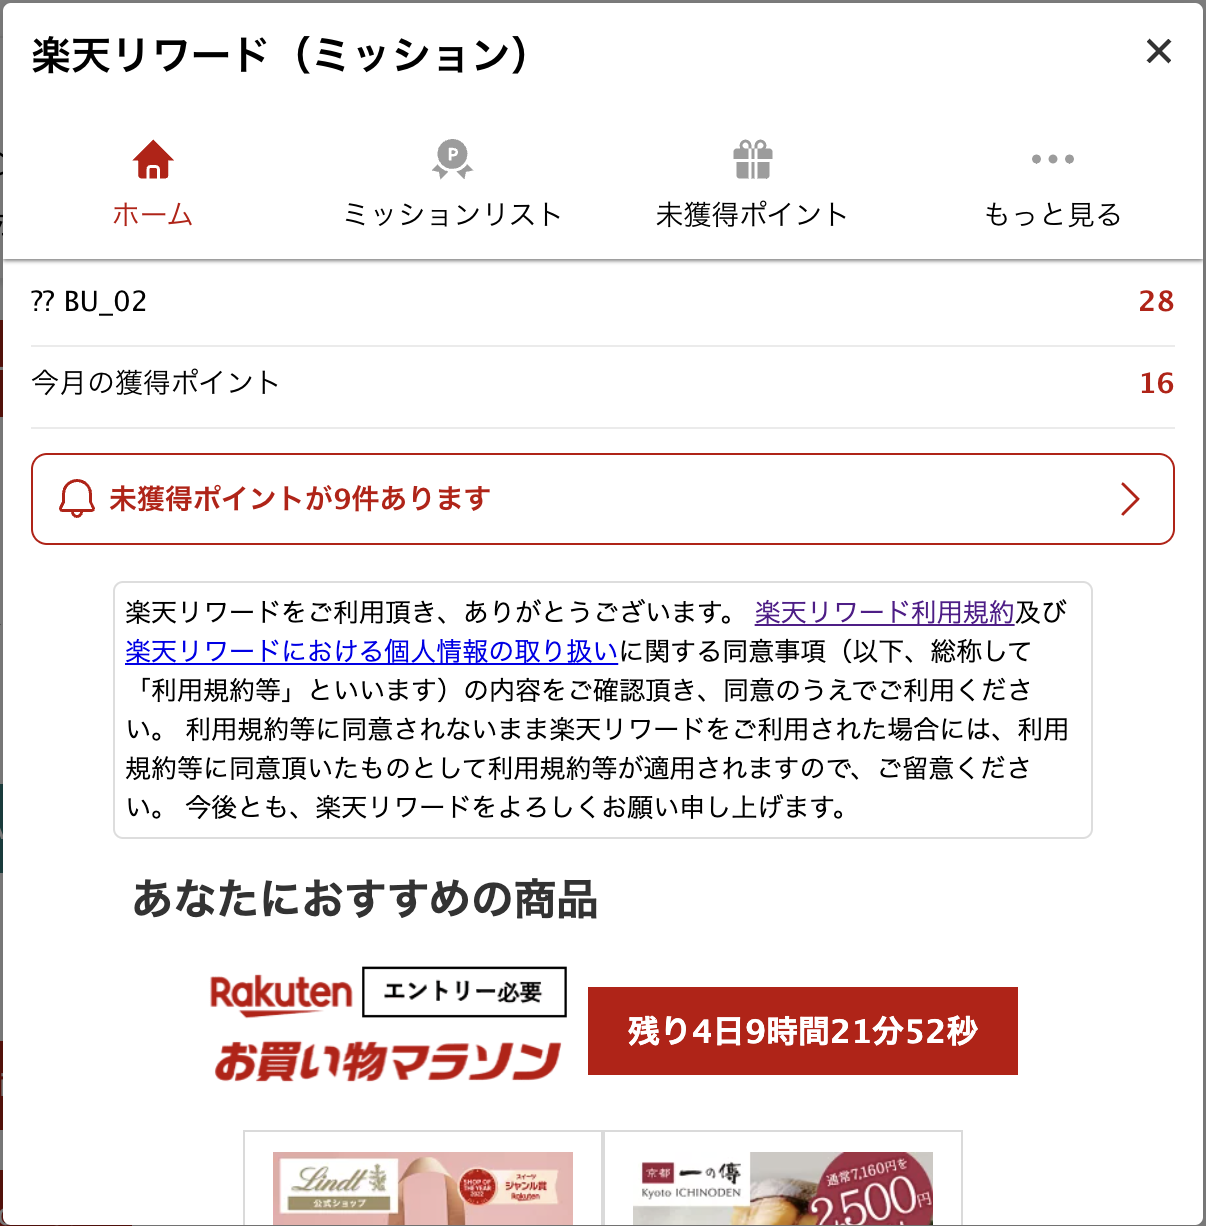 楽天リワード（ミッション）
ホーム
ミッションリスト
未獲得ポイント
もっと見る
?? BU_02
28
今月の獲得ポイント
16
未獲得ポイントが9件あります
楽天リワードをご利用頂き、ありがとうございます。 楽天リワード利用規約及び
楽天リワードにおける個人情報の取り扱いに関する同意事項（以下、総称して
「利用規約等」といいます）の内容をご確認頂き、同意のうえでご利用くださ
い。 利用規約等に同意されないまま楽天リワードをご利用された場合には、利用
規約等に同意頂いたものとして利用規約等が適用されますので、ご留意くださ
い。 今後とも、楽天リワードをよろしくお願い申し上げます。
あなたにおすすめの商品
Rakuten
エントリー必要
お買い物マラソン
残り4日9時間21分52秒
Lindt
公式ショップ
SHOP OF THE YEAR 2022
スイーツ
ジャンル賞
Rakuten
京都 一の傳
Kyoto ICHINODEN
通常7,160円を
2,500円